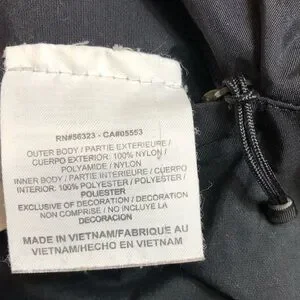 RN#56323 - CA#05553
OUTER BODY / PARTIE EXTERIEURE /
CUERPO EXTERIOR: 100% NYLON /
POLYAMIDE / NYLON
INNER BODY / PARTIE INTERIEURE /
INTERIOR: 100% POLYESTER /
POLYESTER / POLIESTER
EXCLUSIVE OF DECORATION / DECORATION
NON COMPRISE / NO INCLUYE LA
DECORACION
MADE IN VIETNAM/FABRIQUE AU
VIETNAM/HECHO EN VIETNAM